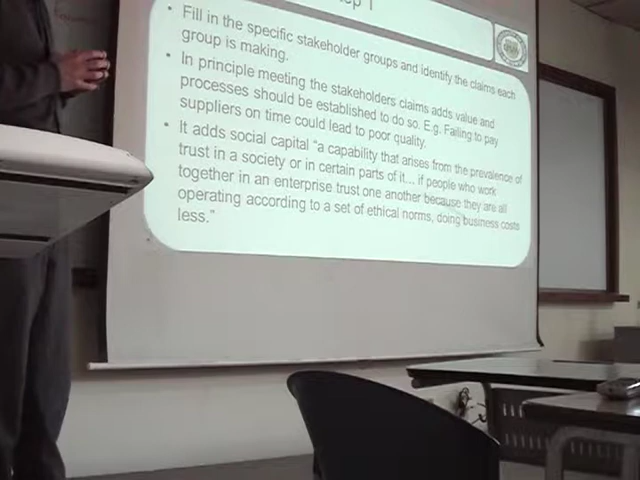 ep 1
• Fill in the specific stakeholder groups and identify the claims each
group is making.
• In principle meeting the stakeholders claims adds value and
processes should be established to do so. E.g. Failing to pay
suppliers on time could lead to poor quality.
• It adds social capital "a capability that arises from the prevalence of
trust in a society or in certain parts of it... if people who work
together in an enterprise trust one another because they are all
operating according to a set of ethical norms, doing business costs
less."